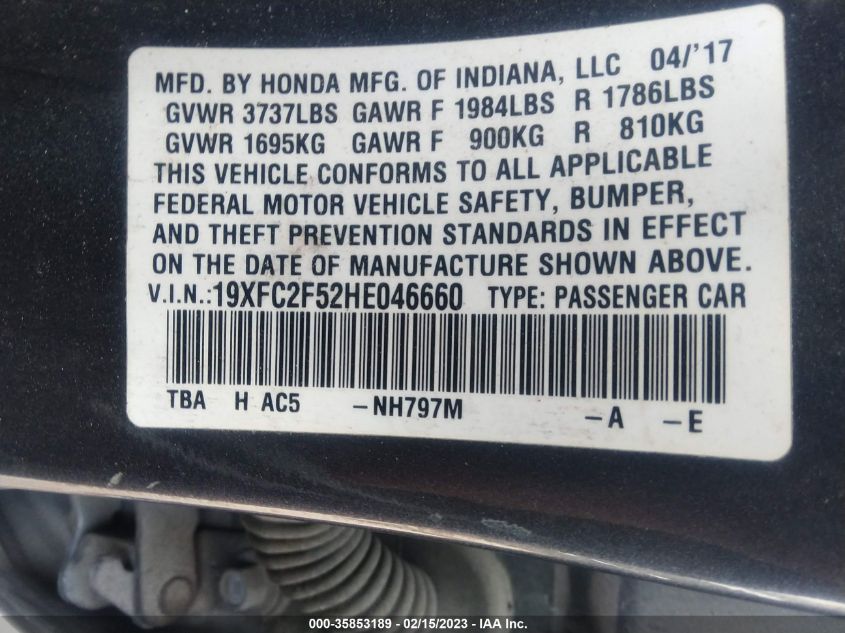 MFD. BY HONDA MFG. OF INDIANA, LLC 04/'17
GVWR 3737LBS GAWR F 1984LBS R 1786LBS
GVWR 1695KG GAWR F 900KG R 810KG
THIS VEHICLE CONFORMS TO ALL APPLICABLE
FEDERAL MOTOR VEHICLE SAFETY, BUMPER,
AND THEFT PREVENTION STANDARDS IN EFFECT
ON THE DATE OF MANUFACTURE SHOWN ABOVE.
V.I.N.:19XFC2F52HE046660 TYPE: PASSENGER CAR
TBA H AC5 -NH797M -A -E
000-35853189 - 02/15/2023 - IAA Inc.